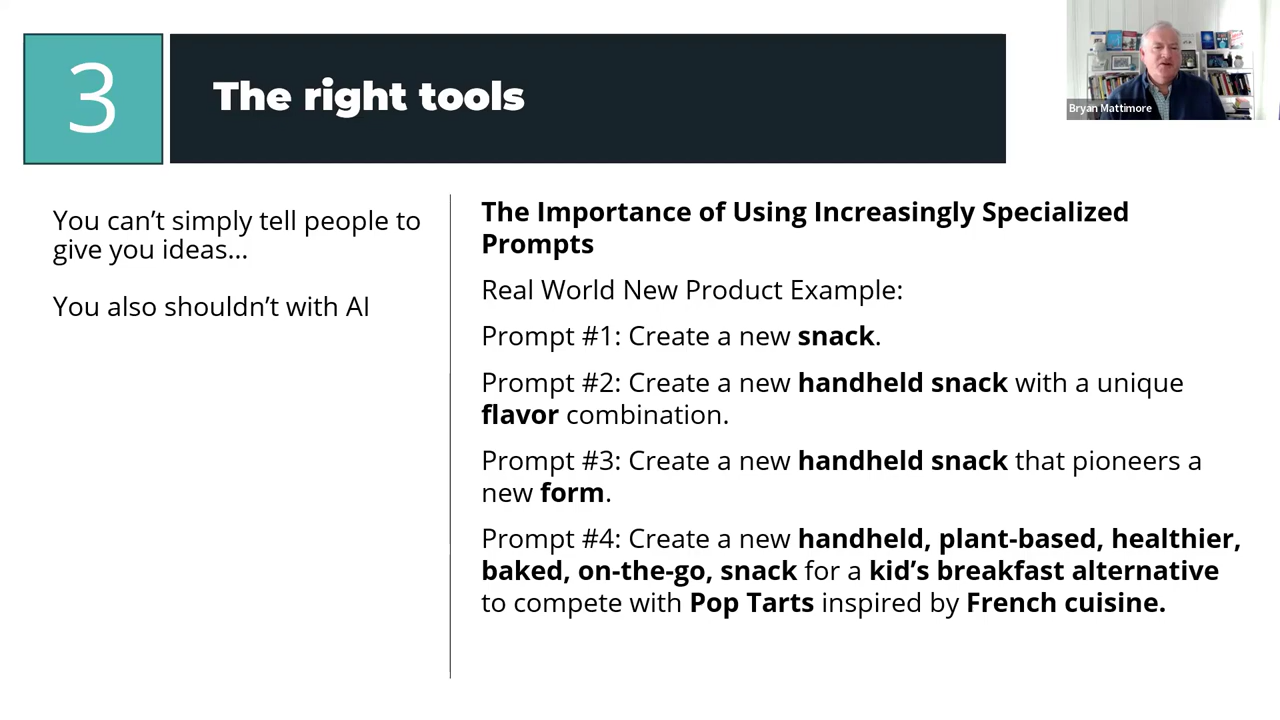 3
The right tools
Bryan Mattimore
You can’t simply tell people to
give you ideas…
You also shouldn’t with AI
The Importance of Using Increasingly Specialized
Prompts
Real World New Product Example:
Prompt #1: Create a new snack.
Prompt #2: Create a new handheld snack with a unique
flavor combination.
Prompt #3: Create a new handheld snack that pioneers a
new form.
Prompt #4: Create a new handheld, plant-based, healthier,
baked, on-the-go, snack for a kid’s breakfast alternative
to compete with Pop Tarts inspired by French cuisine.